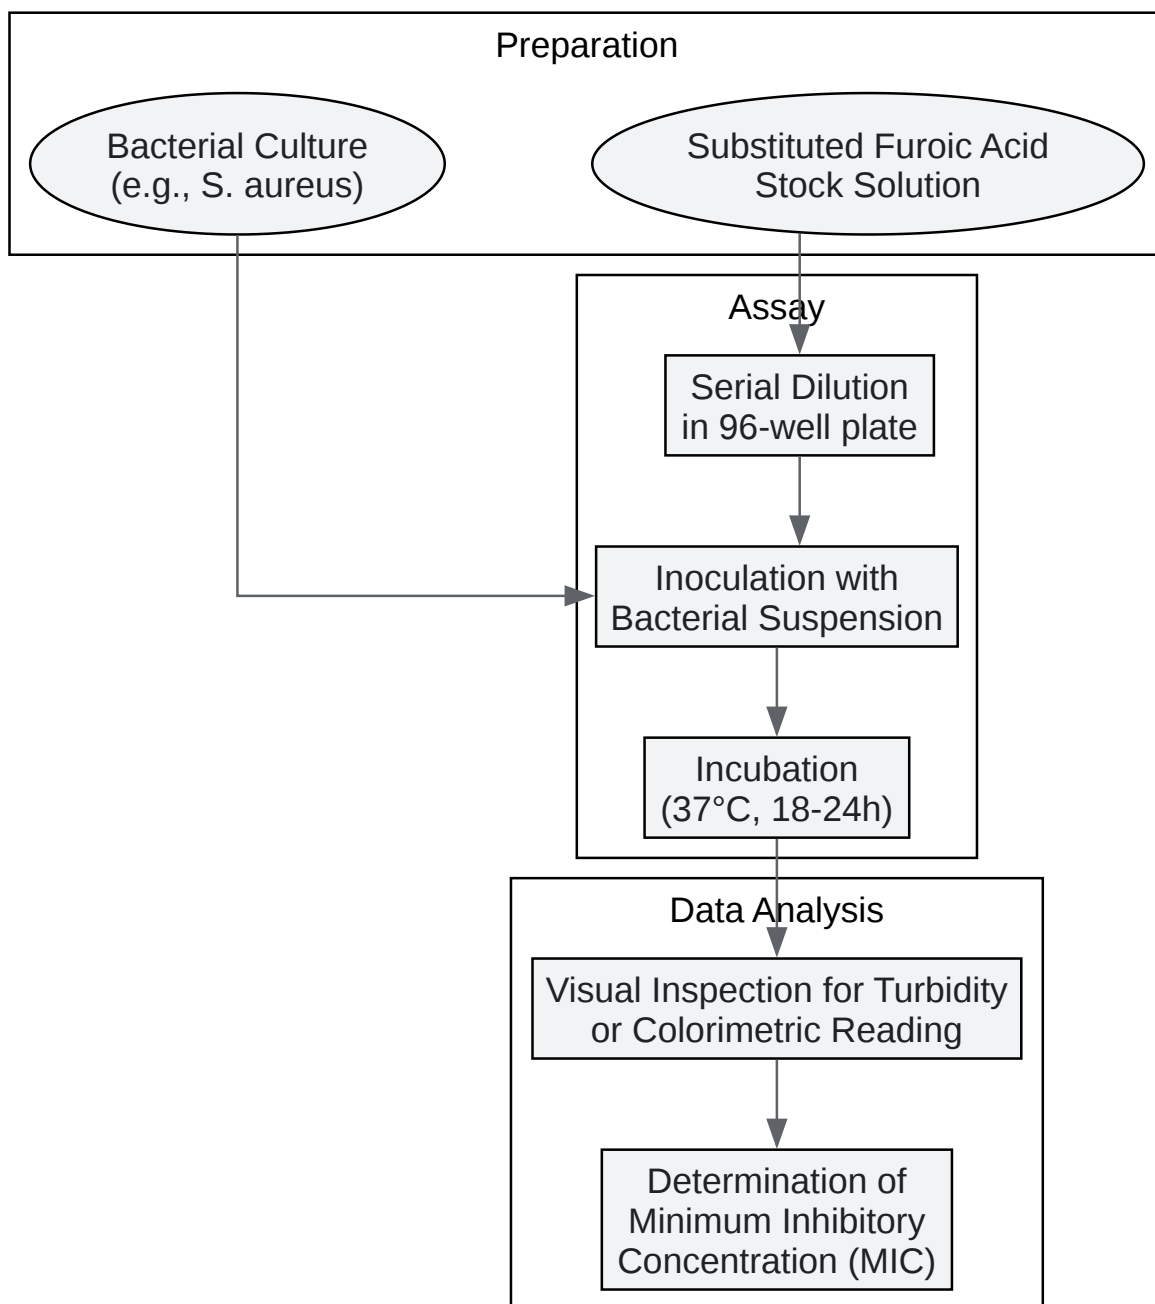 Preparation
Bacterial Culture
(e.g., S. aureus)
Substituted Furoic Acid
Stock Solution
Assay
Serial Dilution
in 96-well plate
Inoculation with
Bacterial Suspension
Incubation
(37°C, 18-24h)
Data Analysis
Visual Inspection for Turbidity
or Colorimetric Reading
Determination of
Minimum Inhibitory
Concentration (MIC)